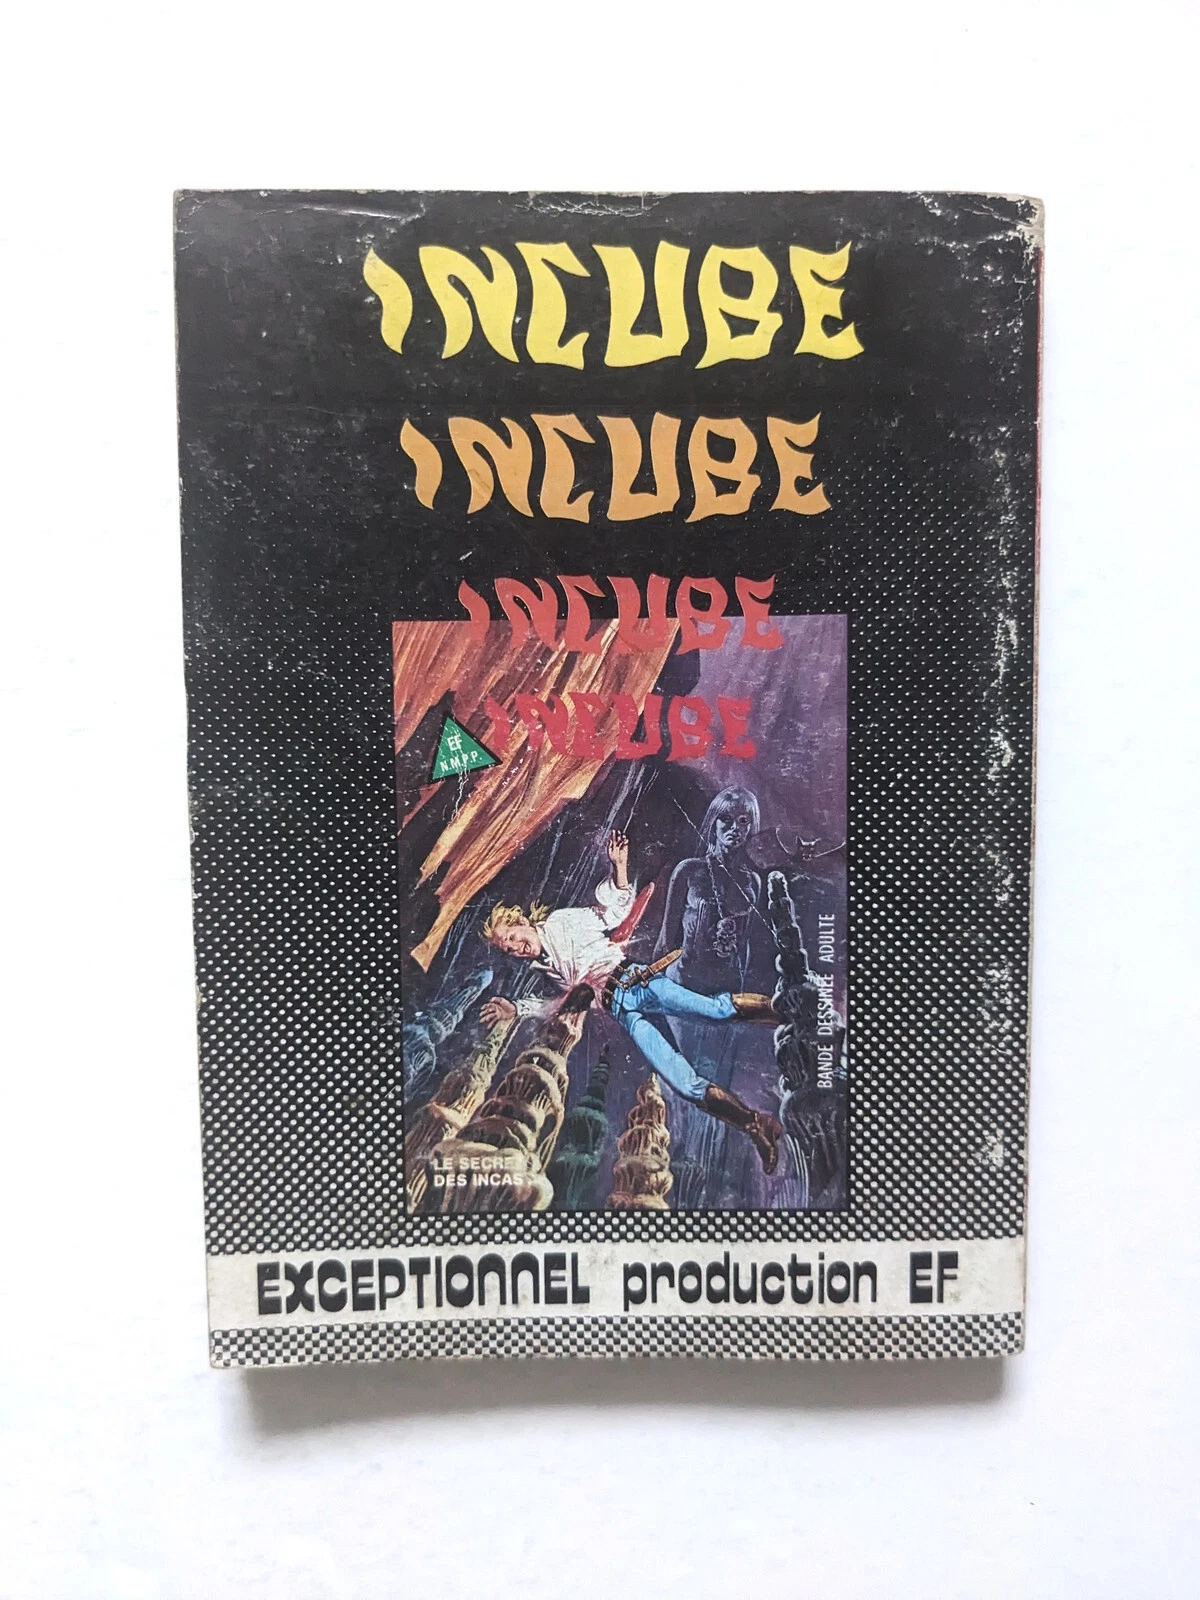 INCUBE
INCUBE
INCUBE
INCUBE
EF
N.M.P.P.
BANDE DESSINÉE ADULTE
LE SECRET
DES INCAS
EXCEPTIONNEL production EF